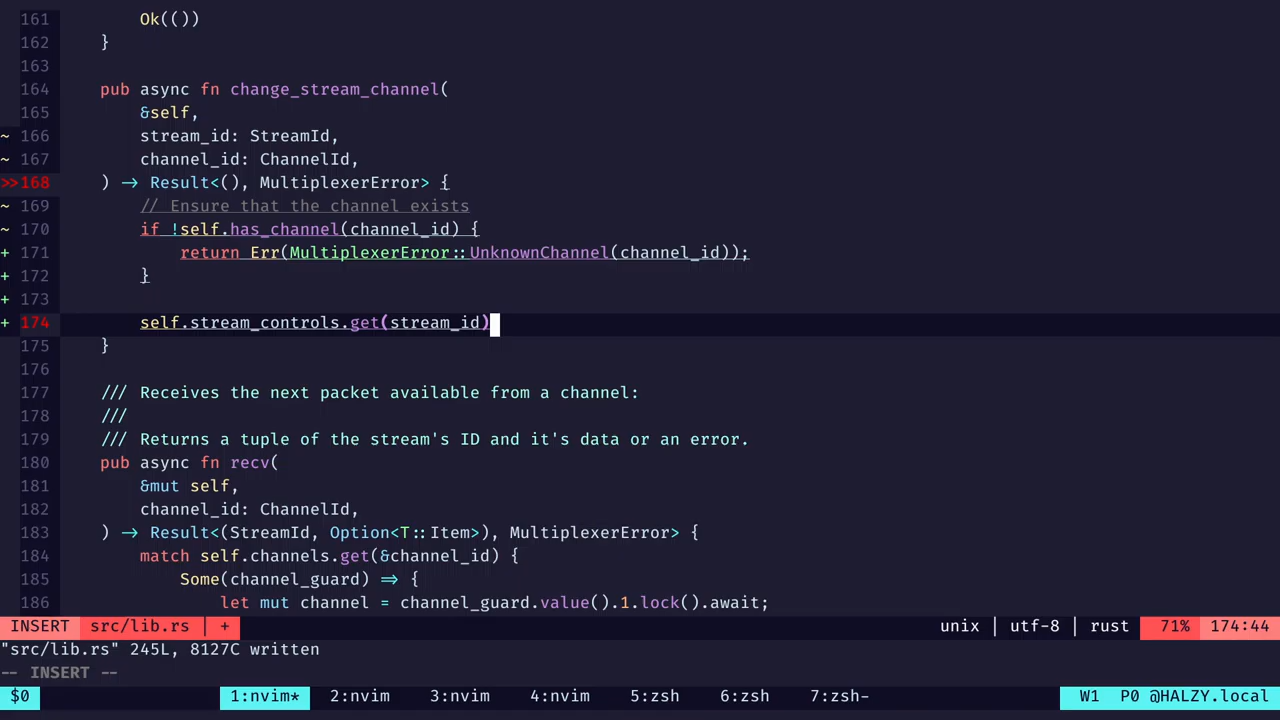 161         Ok(())
162     }
163
164     pub async fn change_stream_channel(
165         &self,
~ 166         stream_id: StreamId,
~ 167         channel_id: ChannelId,
>>168     ) -> Result<(), MultiplexerError> {
~ 169         // Ensure that the channel exists
~ 170         if !self.has_channel(channel_id) {
+ 171             return Err(MultiplexerError::UnknownChannel(channel_id));
+ 172         }
+ 173
+ 174         self.stream_controls.get(stream_id)
175     }
176
177     /// Receives the next packet available from a channel:
178     ///
179     /// Returns a tuple of the stream's ID and it's data or an error.
180     pub async fn recv(
181         &mut self,
182         channel_id: ChannelId,
183     ) -> Result<(StreamId, Option<T::Item>), MultiplexerError> {
184         match self.channels.get(&channel_id) {
185             Some(channel_guard) => {
186                 let mut channel = channel_guard.value().1.lock().await;
INSERT src/lib.rs | + unix | utf-8 | rust 71% 174:44
"src/lib.rs" 245L, 8127C written
-- INSERT --
$0 1:nvim* 2:nvim 3:nvim 4:nvim 5:zsh 6:zsh 7:zsh- W1 P0 @HALZY.local